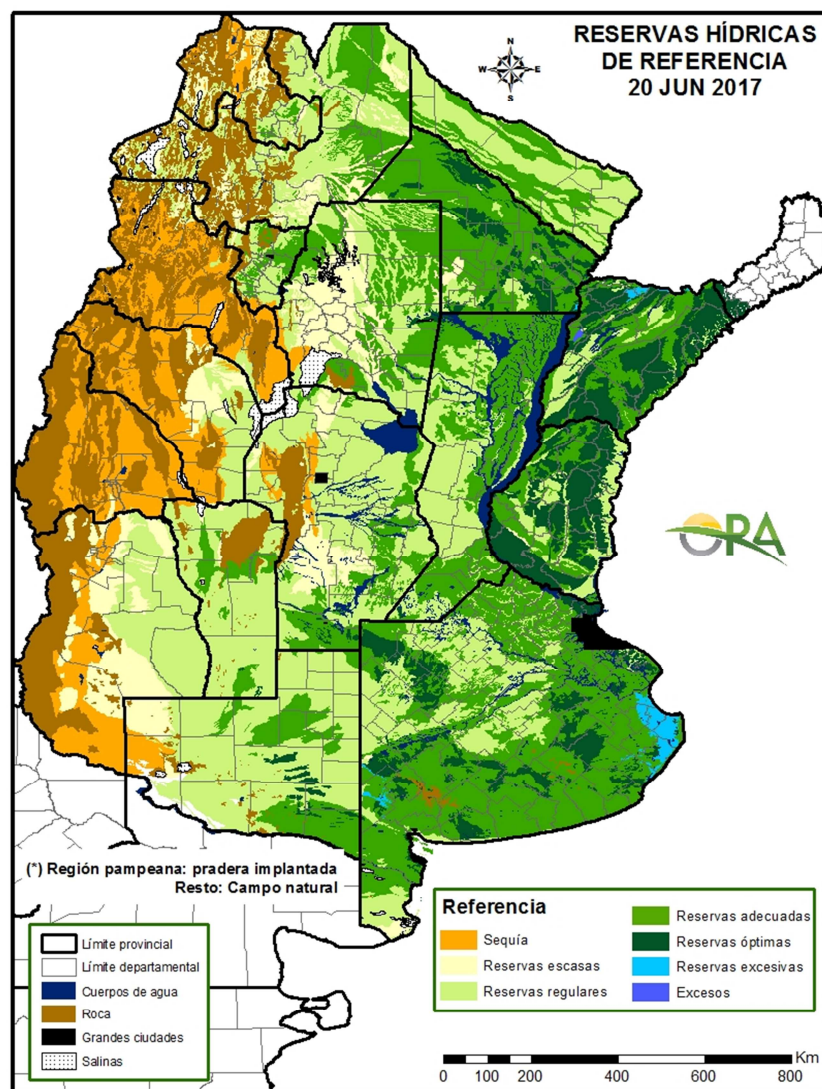 RESERVAS HÍDRICAS
DE REFERENCIA
20 JUN 2017
N
W E
S
OPA
(*) Región pampeana: pradera implantada
Resto: Campo natural
Límite provincial
Límite departamental
Cuerpos de agua
Roca
Grandes ciudades
Salinas
Referencia
Sequía
Reservas escasas
Reservas regulares
Reservas adecuadas
Reservas óptimas
Reservas excesivas
Excesos
Km
0 100 200 400 600 800